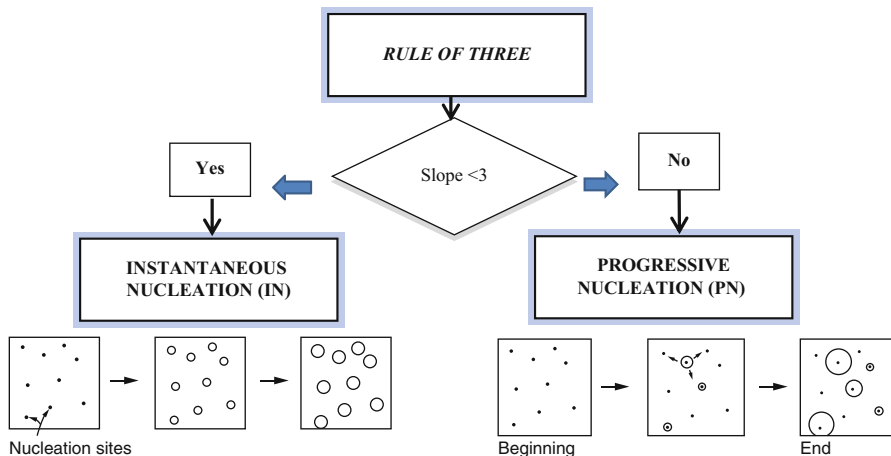 RULE OF THREE
Slope <3
Yes
No
INSTANTANEOUS
NUCLEATION (IN)
PROGRESSIVE
NUCLEATION (PN)
Nucleation sites
Beginning
End